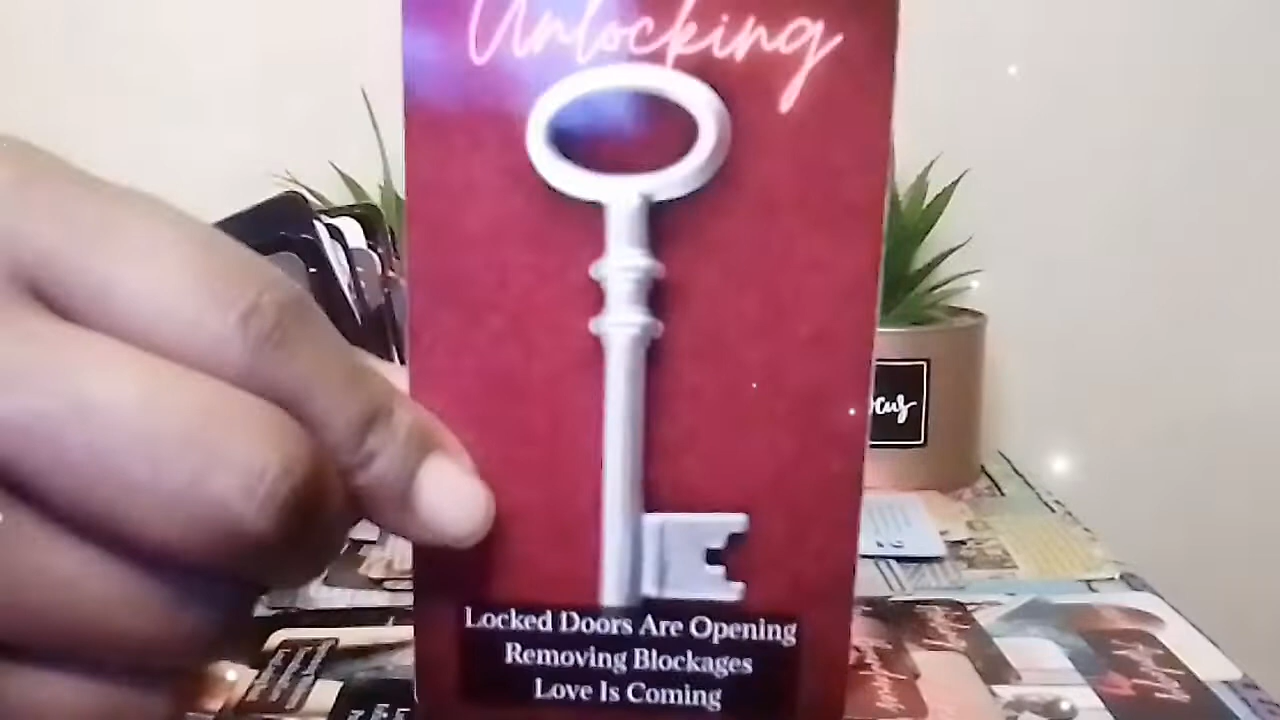 Unlocking
Locked Doors Are Opening
Removing Blockages
Love Is Coming